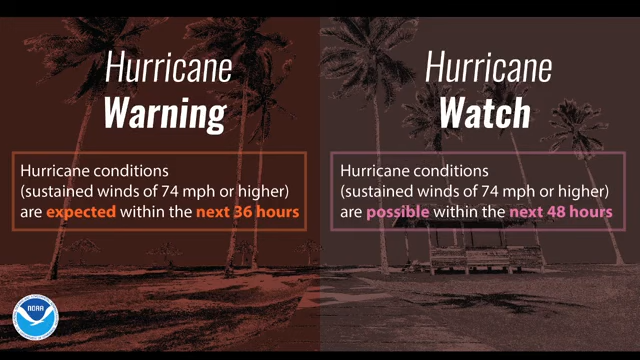 Hurricane
Warning
Hurricane conditions
(sustained winds of 74 mph or higher)
are expected within the next 36 hours
Hurricane
Watch
Hurricane conditions
(sustained winds of 74 mph or higher)
are possible within the next 48 hours
NOAA